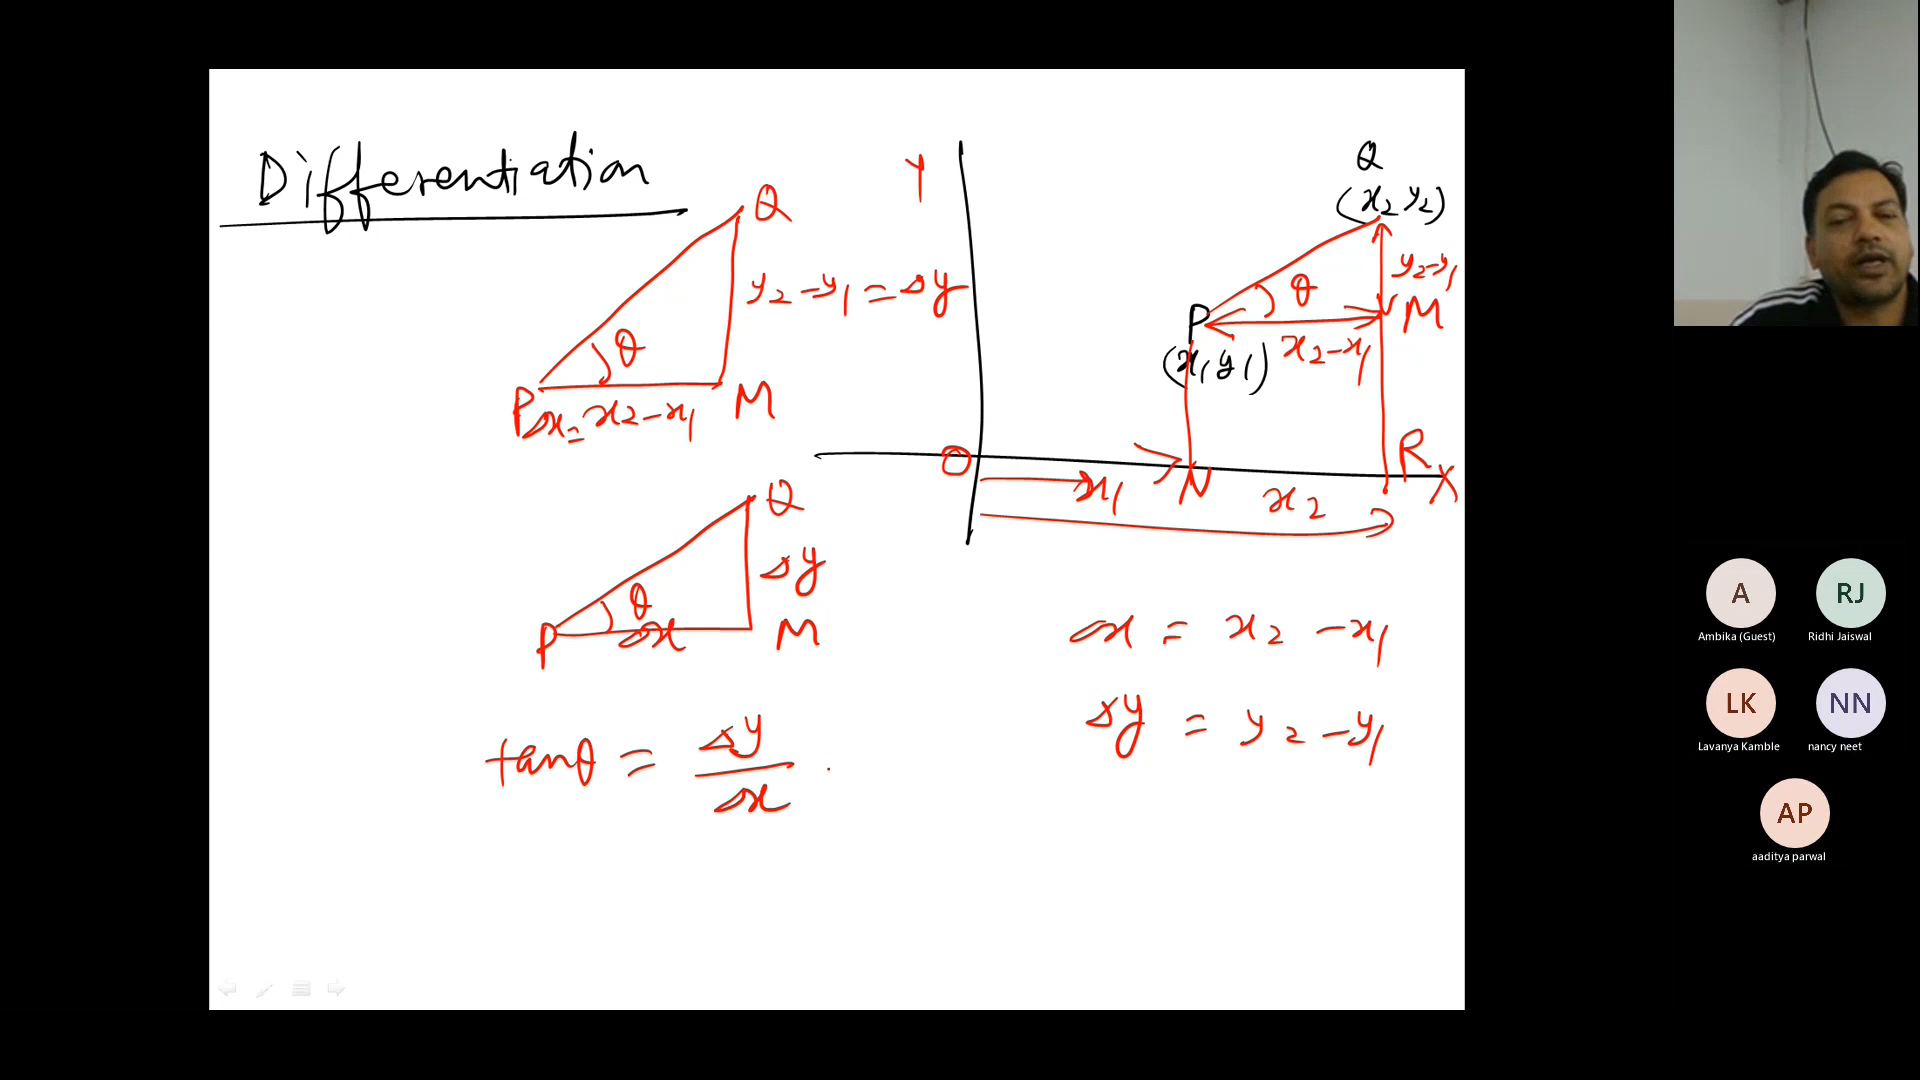 Differentiation
Q
y₂-y₁ = Δy
θ
P
Δx = x₂-x₁
M
Y
Q
(x₂ y₂)
y₂-y₁
θ
P
M
x₂-x₁
(x₁ y₁)
O
R
X
x₁
N
x₂
Q
Δy
θ
P
Δx
M
Δx = x₂ - x₁
Δy = y₂ - y₁
tanθ = Δy/Δx
A
Ambika (Guest)
RJ
Ridhi Jaiswal
LK
Lavanya Kamble
NN
nancy neet
AP
aaditya parwal